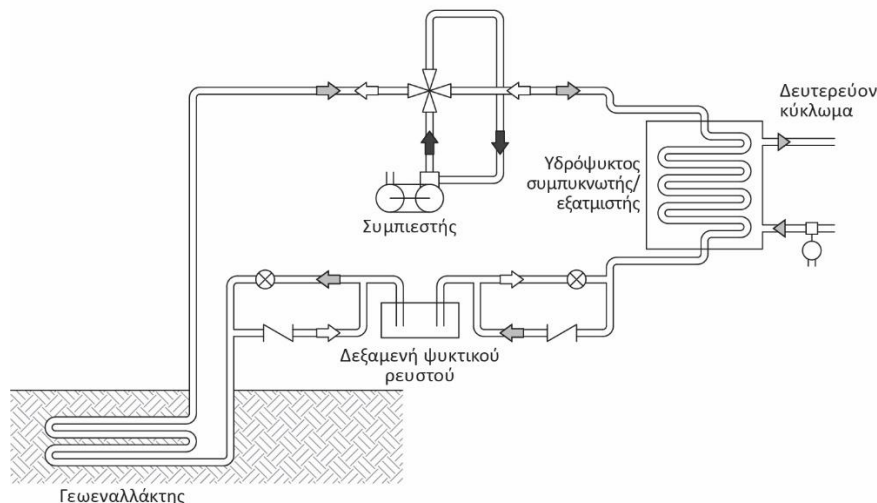 Δευτερεύον
κύκλωμα
Υδρόψυκτος
συμπυκνωτής/
εξατμιστής
Συμπιεστής
Δεξαμενή ψυκτικού
ρευστού
Γεωεναλλάκτης